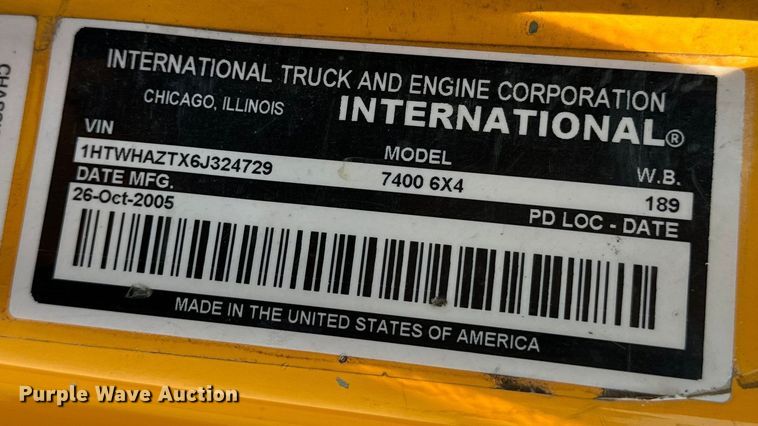 INTERNATIONAL TRUCK AND ENGINE CORPORATION
CHICAGO, ILLINOIS INTERNATIONAL®
VIN MODEL W.B.
1HTWHAZTX6J324729 7400 6X4 189
DATE MFG. PD LOC - DATE
26-Oct-2005
MADE IN THE UNITED STATES OF AMERICA
Purple Wave Auction